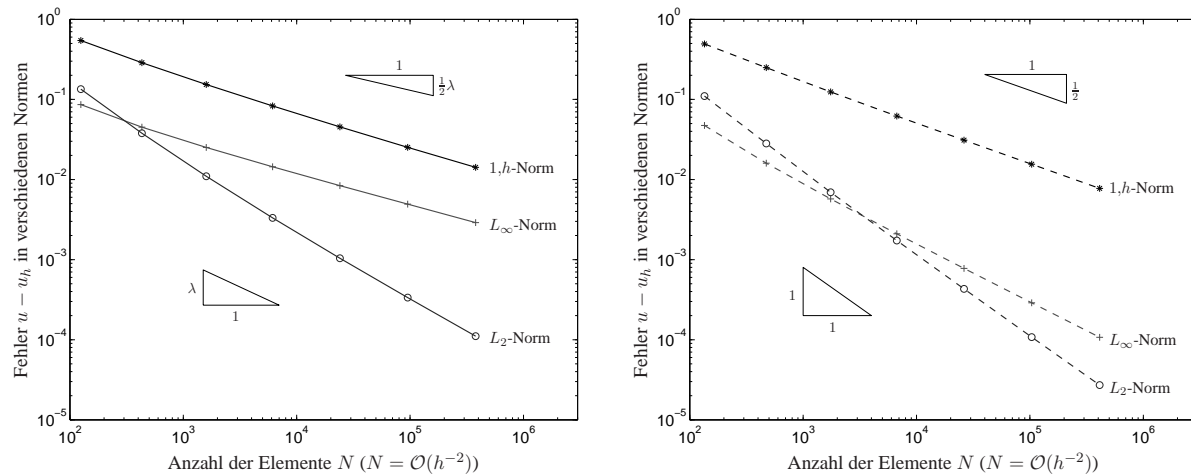 Fehler u − u_h in verschiedenen Normen
10^0
10^{-1}
10^{-2}
10^{-3}
10^{-4}
10^{-5}
1
1/2 λ
1,h-Norm
L_∞-Norm
λ
1
L_2-Norm
10^2
10^3
10^4
10^5
10^6
Anzahl der Elemente N (N = O(h^{-2}))
Fehler u − u_h in verschiedenen Normen
10^0
10^{-1}
10^{-2}
10^{-3}
10^{-4}
10^{-5}
1
1/2
1,h-Norm
1
1
L_∞-Norm
L_2-Norm
10^2
10^3
10^4
10^5
10^6
Anzahl der Elemente N (N = O(h^{-2}))